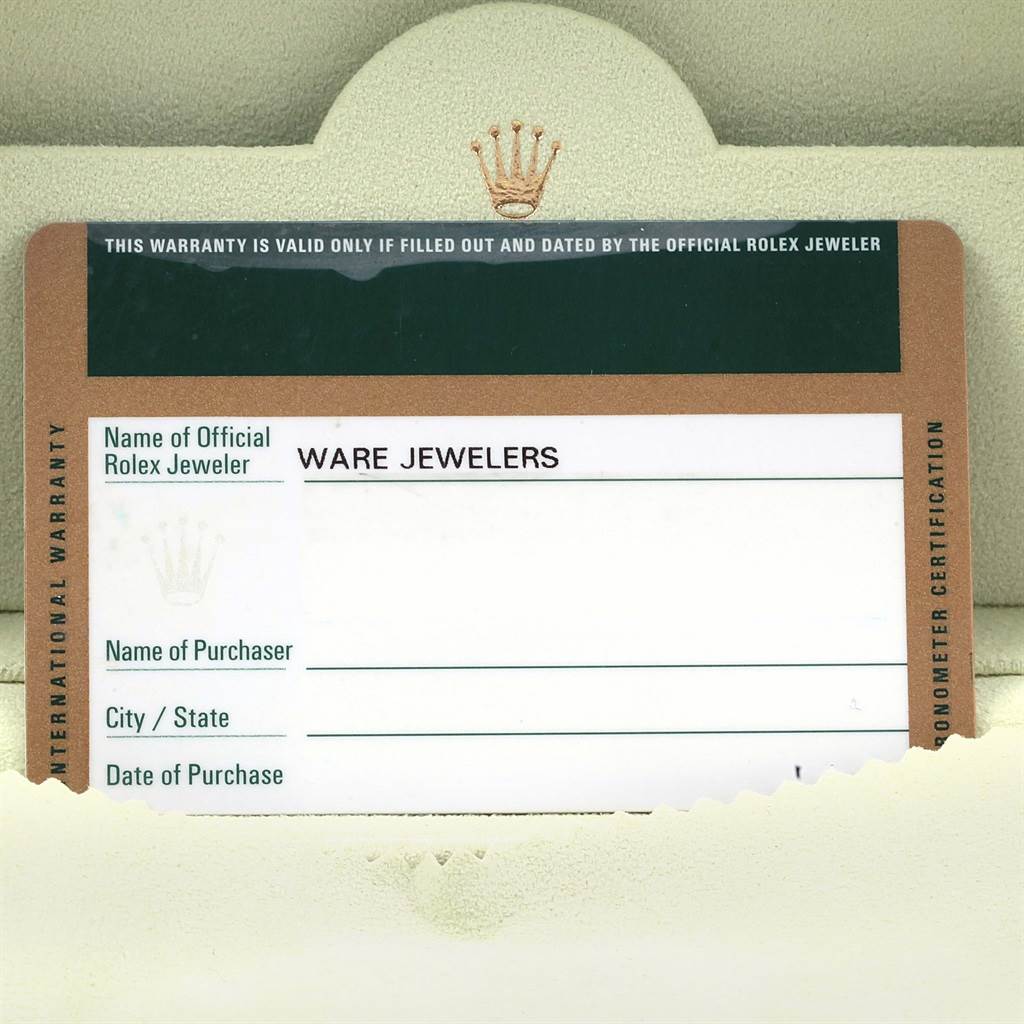 THIS WARRANTY IS VALID ONLY IF FILLED OUT AND DATED BY THE OFFICIAL ROLEX JEWELER
INTERNATIONAL WARRANTY
Name of Official
Rolex Jeweler
WARE JEWELERS
Name of Purchaser
City / State
Date of Purchase
RONOMETER CERTIFICATION